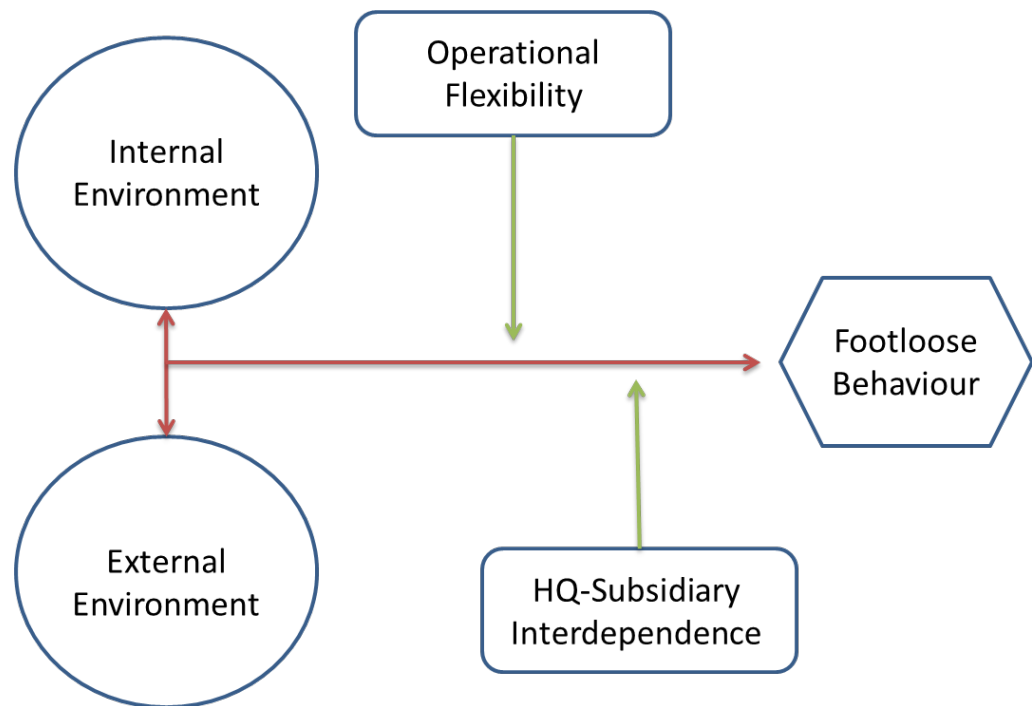 Operational
Flexibility
Internal
Environment
Footloose
Behaviour
External
Environment
HQ-Subsidiary
Interdependence